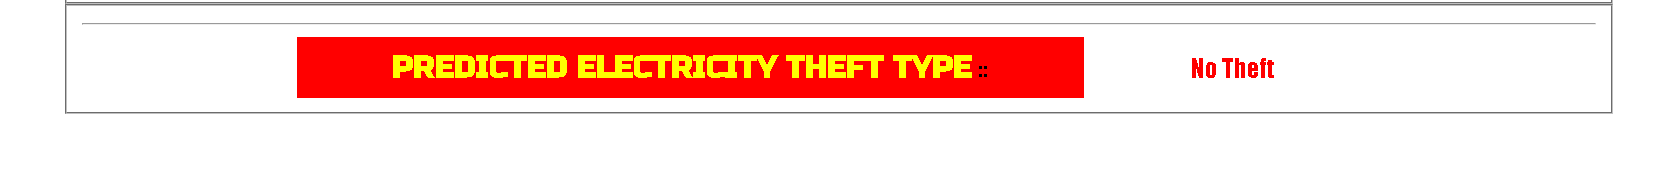 PREDICTED ELECTRICITY THEFT TYPE :: No Theft